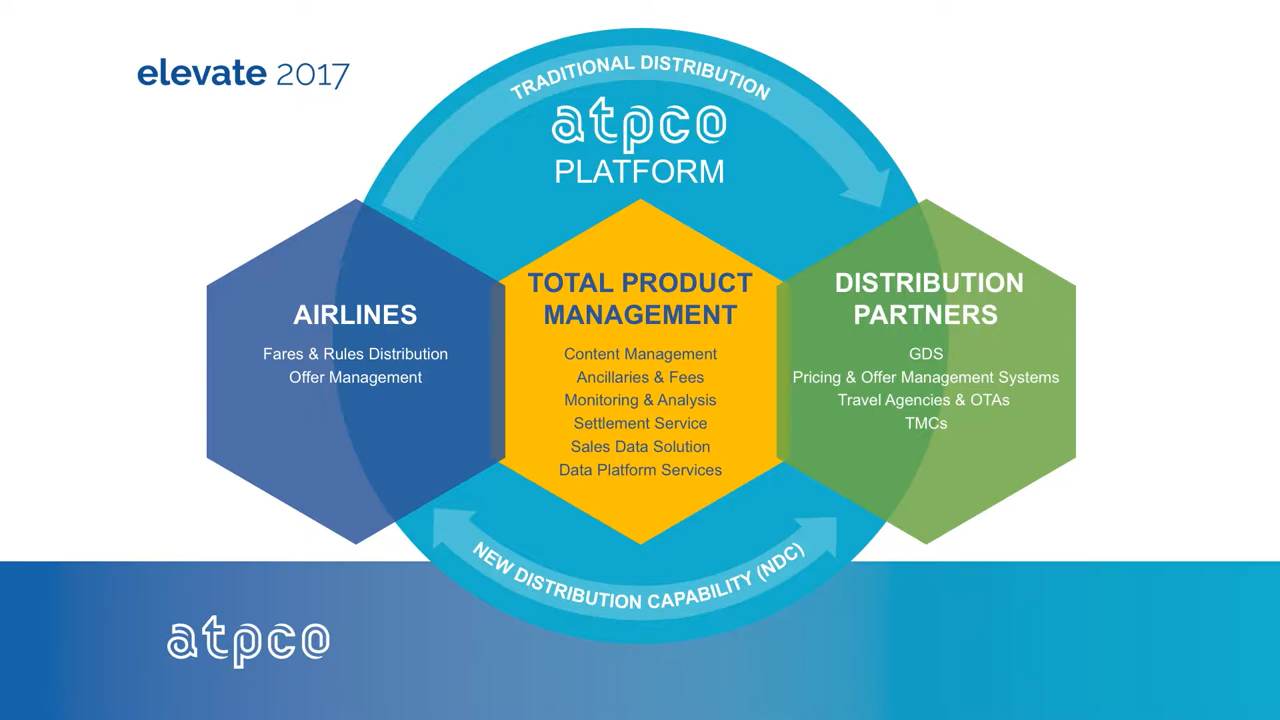 elevate 2017
TRADITIONAL DISTRIBUTION
atpco
PLATFORM
AIRLINES
Fares & Rules Distribution
Offer Management
TOTAL PRODUCT
MANAGEMENT
Content Management
Ancillaries & Fees
Monitoring & Analysis
Settlement Service
Sales Data Solution
Data Platform Services
DISTRIBUTION
PARTNERS
GDS
Pricing & Offer Management Systems
Travel Agencies & OTAs
TMCs
NEW DISTRIBUTION CAPABILITY (NDC)
atpco